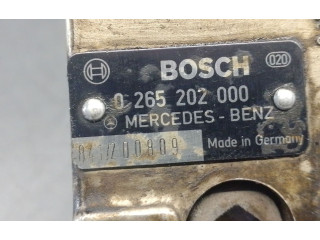 BOSCH
020
0 265 202 000
MERCEDES-BENZ
Made in Germany